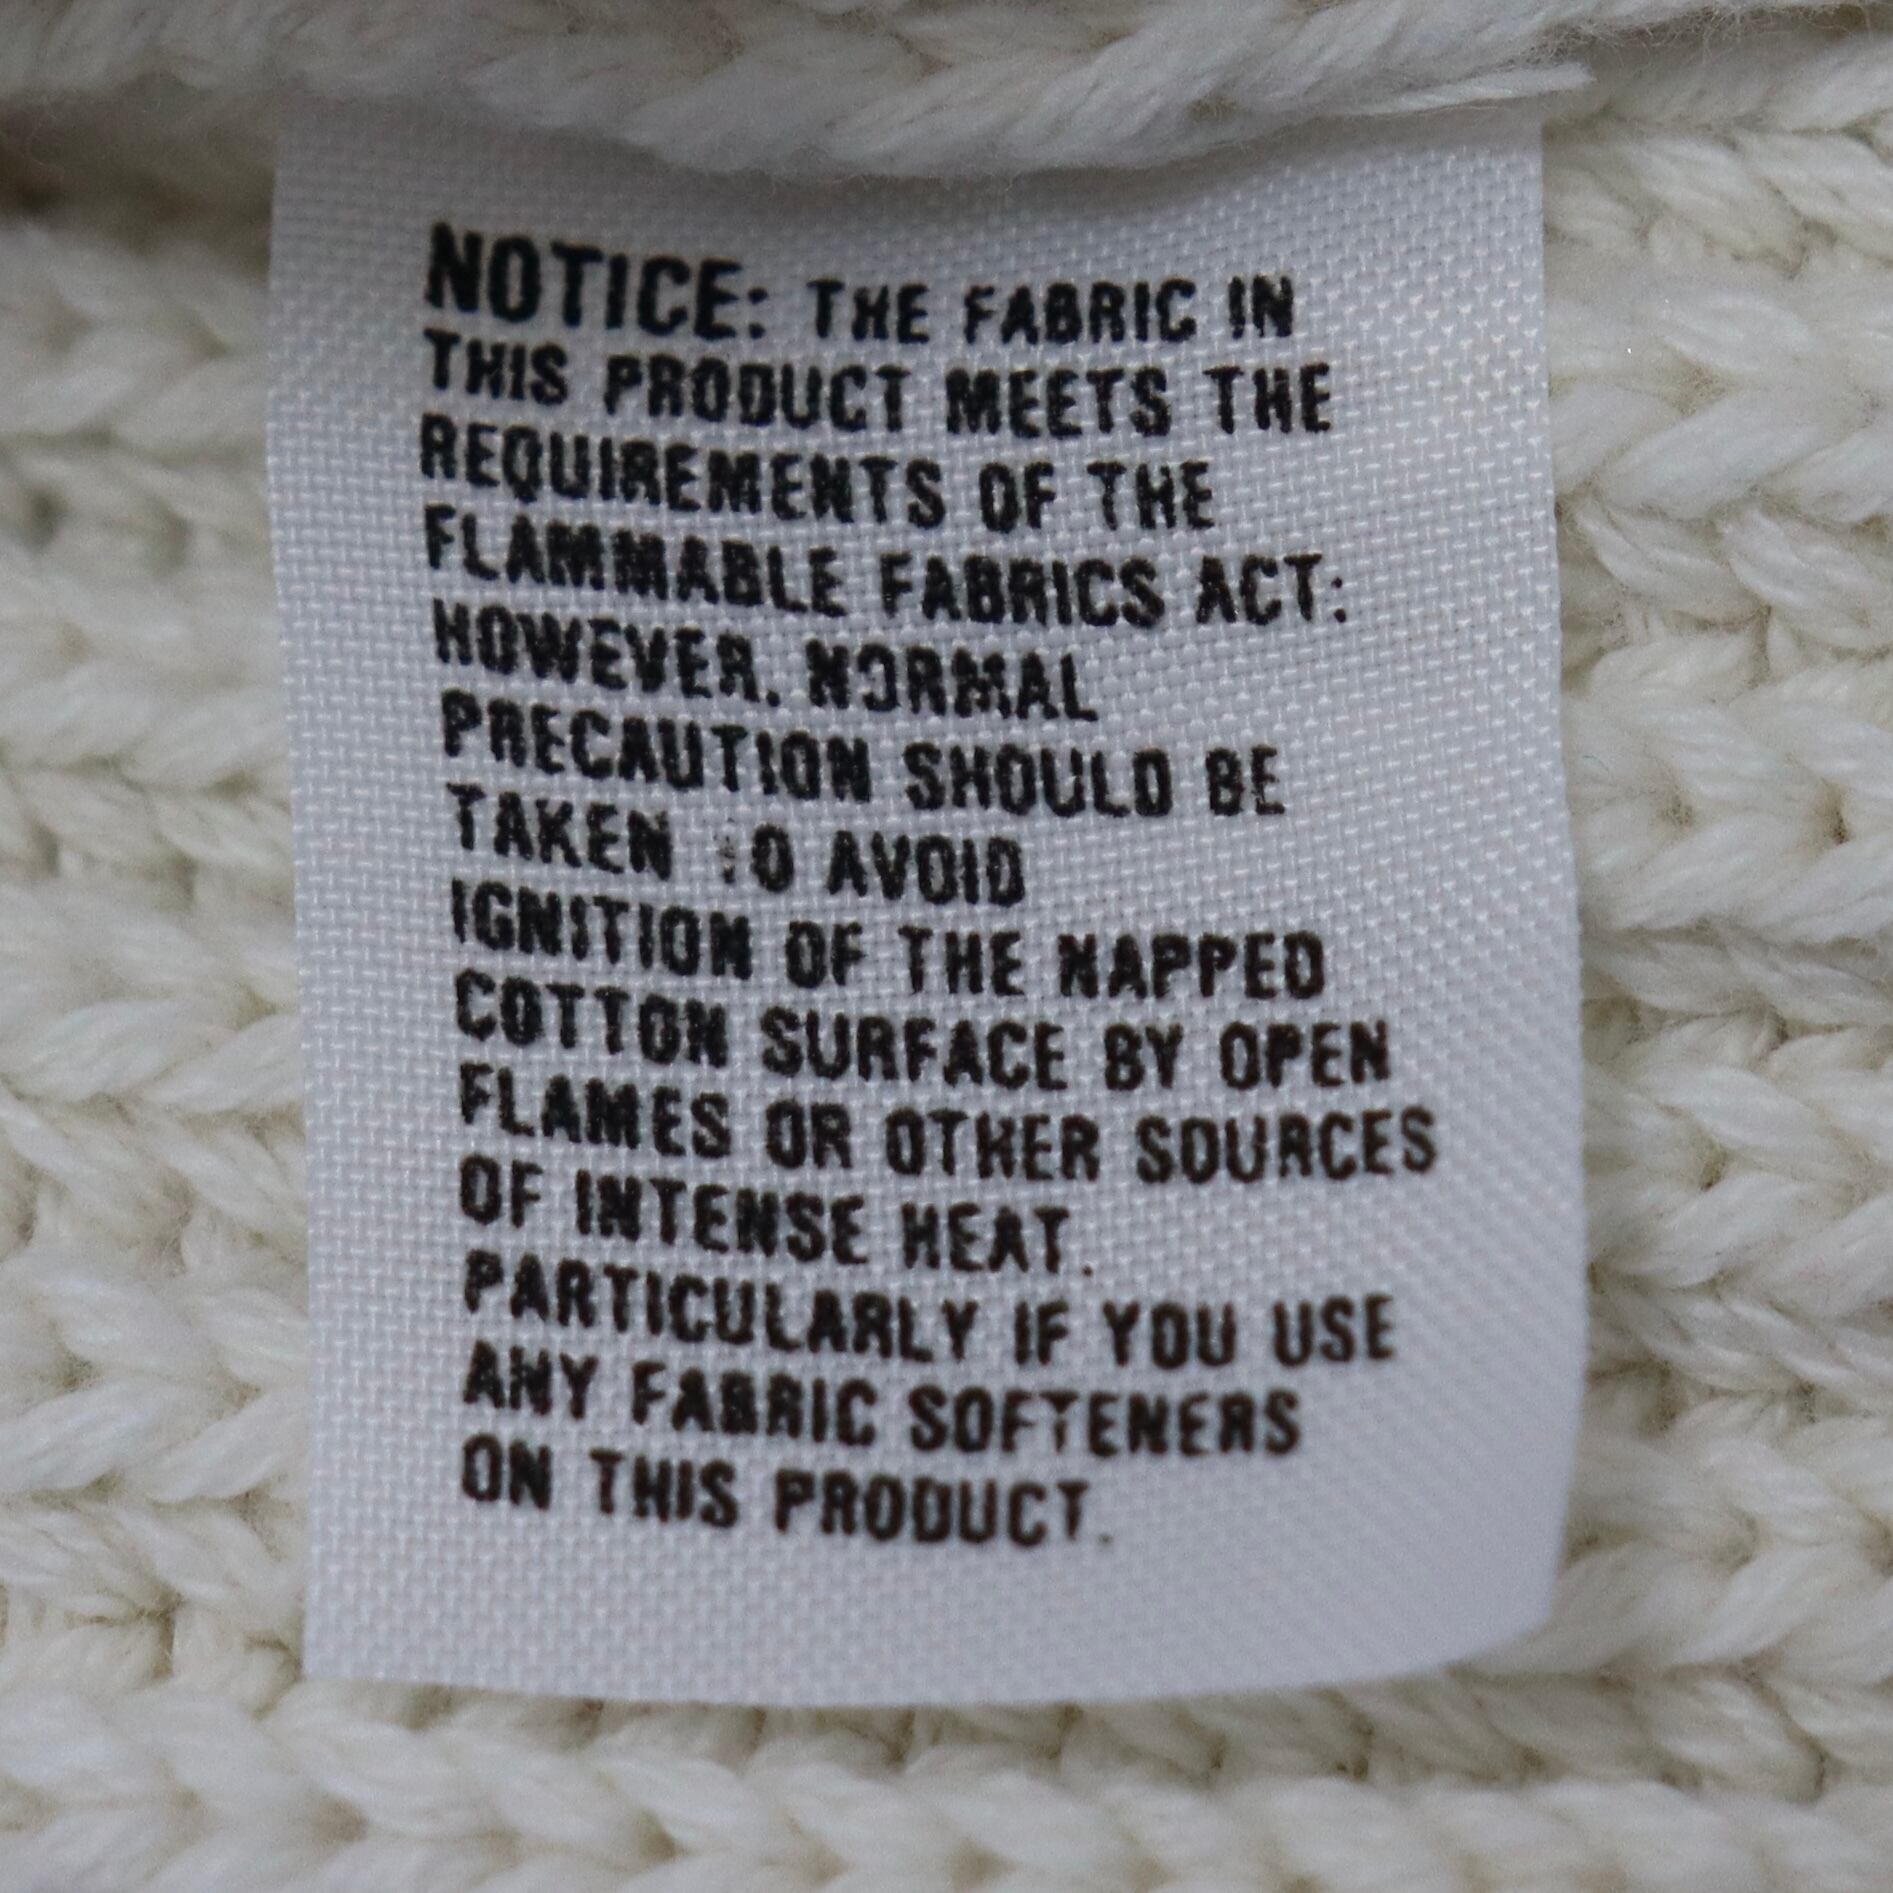 NOTICE: THE FABRIC IN
THIS PRODUCT MEETS THE
REQUIREMENTS OF THE
FLAMMABLE FABRICS ACT:
HOWEVER. NORMAL
PRECAUTION SHOULD BE
TAKEN TO AVOID
IGNITION OF THE NAPPED
COTTON SURFACE BY OPEN
FLAMES OR OTHER SOURCES
OF INTENSE HEAT.
PARTICULARLY IF YOU USE
ANY FABRIC SOFTENERS
ON THIS PRODUCT.